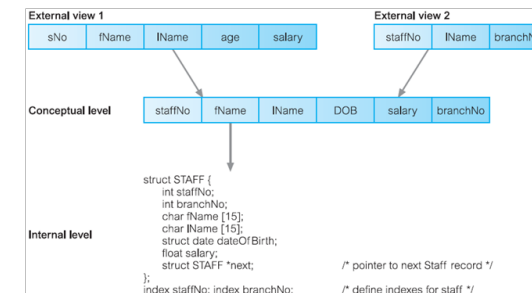 External view 1 External view 2
sNo fName lName age salary staffNo lName branchN
Conceptual level staffNo fName lName DOB salary branchNo
struct STAFF {
int staffNo;
int branchNo;
char fName [15];
char lName [15];
Internal level struct date dateOfBirth;
float salary;
struct STAFF *next; /* pointer to next Staff record */
};
index staffNo; index branchNo; /* define indexes for staff */